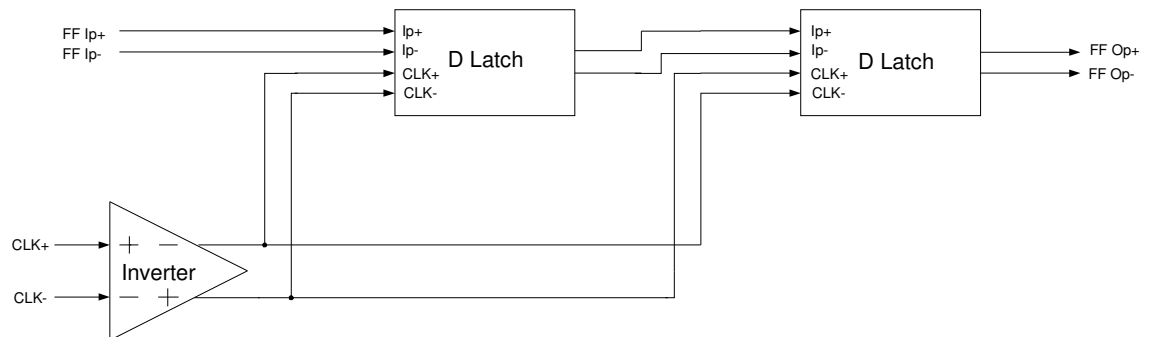 FF Ip+
FF Ip-
Ip+
Ip-
CLK+
CLK-
D Latch
Ip+
Ip-
CLK+
CLK-
D Latch
FF Op+
FF Op-
CLK+
CLK-
+ −
Inverter
− +